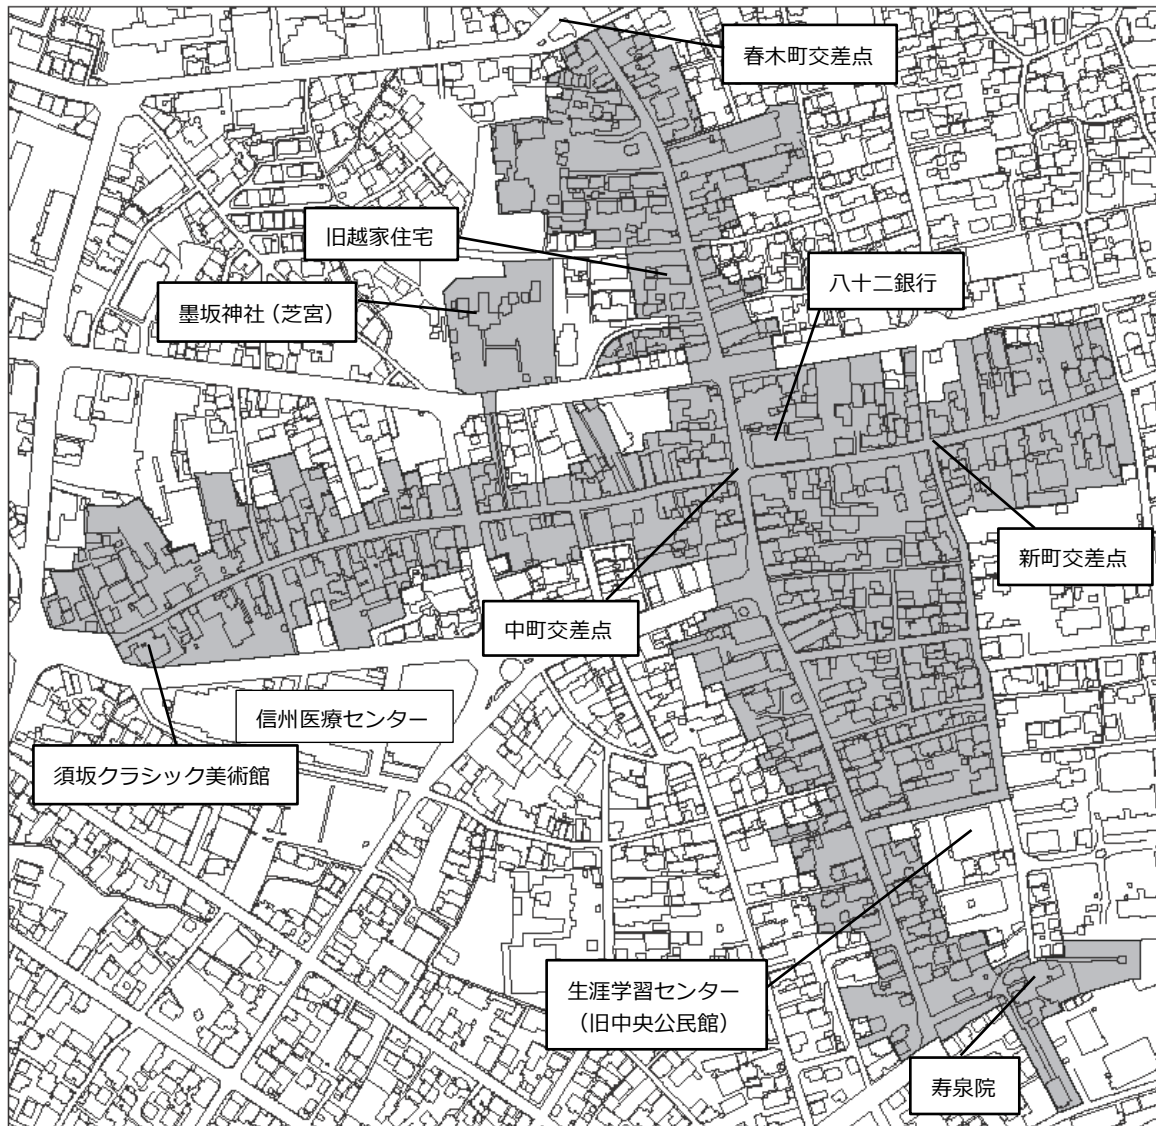 春木町交差点
旧越家住宅
八十二銀行
墨坂神社（芝宮）
新町交差点
中町交差点
信州医療センター
須坂クラシック美術館
生涯学習センター
（旧中央公民館）
寿泉院